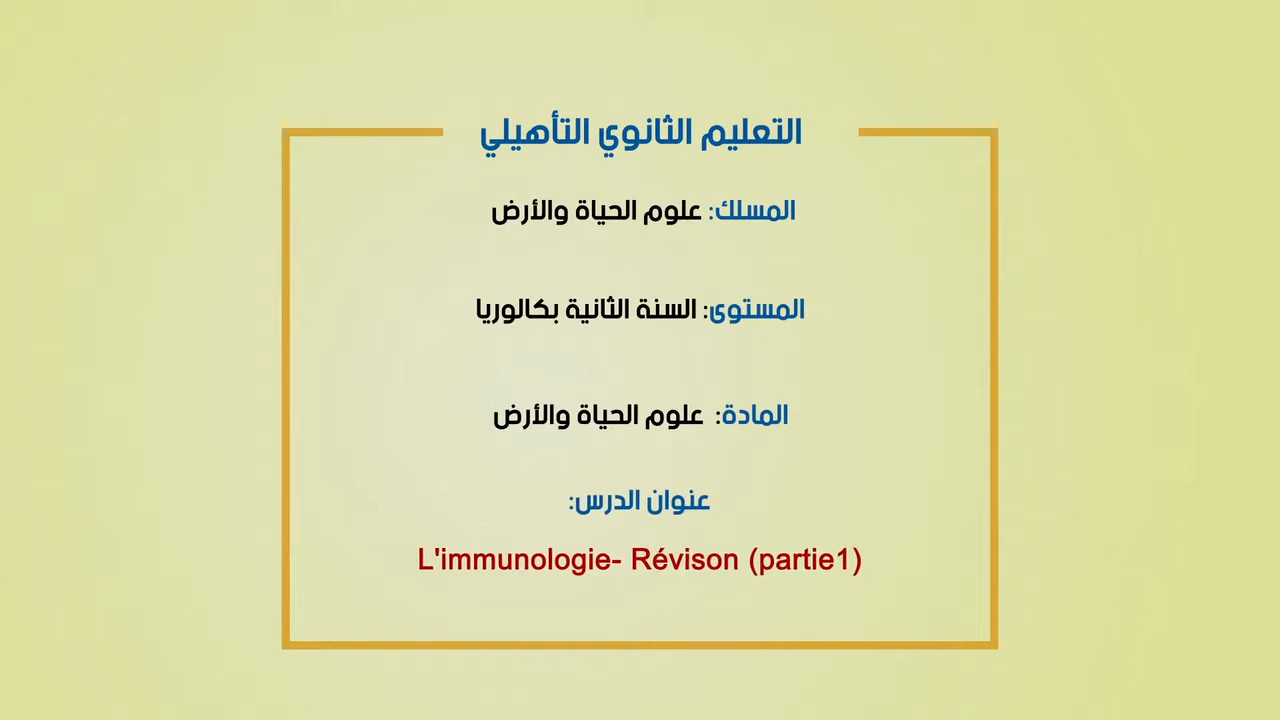 التعليم الثانوي التأهيلي
المسلك: علوم الحياة والأرض
المستوى: السنة الثانية بكالوريا
المادة: علوم الحياة والأرض
عنوان الدرس:
L'immunologie- Révison (partie1)